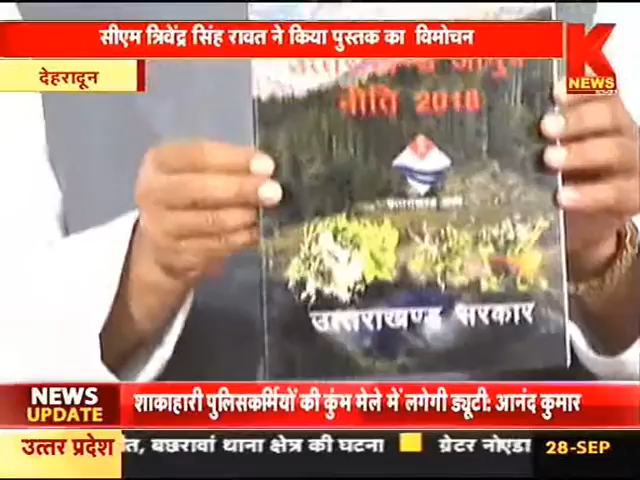 सीएम त्रिवेंद्र सिंह रावत ने किया पुस्तक का विमोचन
K NEWS
देहरादून
नीति 2018
उत्तराखण्ड सरकार
NEWS UPDATE
शाकाहारी पुलिसकर्मियों की कुंभ मेले में लगेगी ड्यूटी: आनंद कुमार
उत्तर प्रदेश
बछरावां थाना क्षेत्र की घटना
ग्रेटर नोएडा
28-SEP